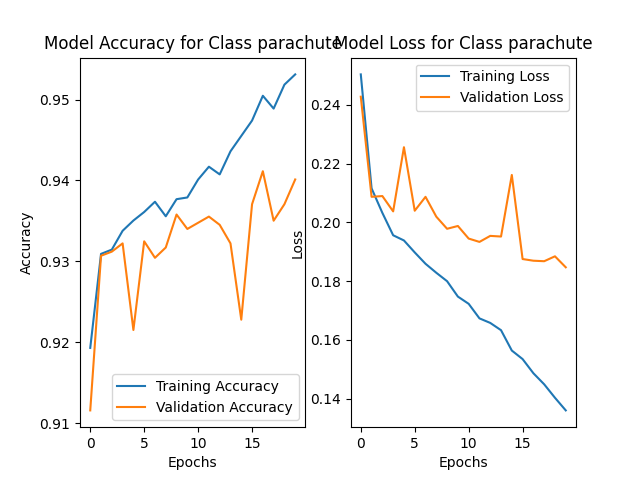 Model Accuracy for Class parachute
Model Loss for Class parachute
0.95
0.94
0.93
0.92
0.91
Accuracy
Training Accuracy
Validation Accuracy
0
5
10
15
Epochs
0.24
0.22
0.20
0.18
0.16
0.14
Loss
Training Loss
Validation Loss
0
5
10
15
Epochs